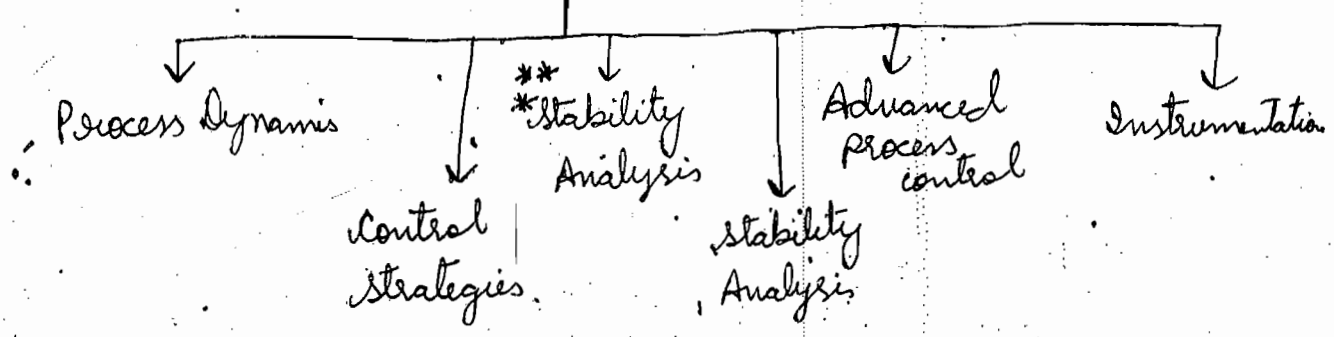 Process Dynamis
Control
strategies.
**
*Stability
Analysis
Stability
Analysis
Advanced
process
control
Instrumentation